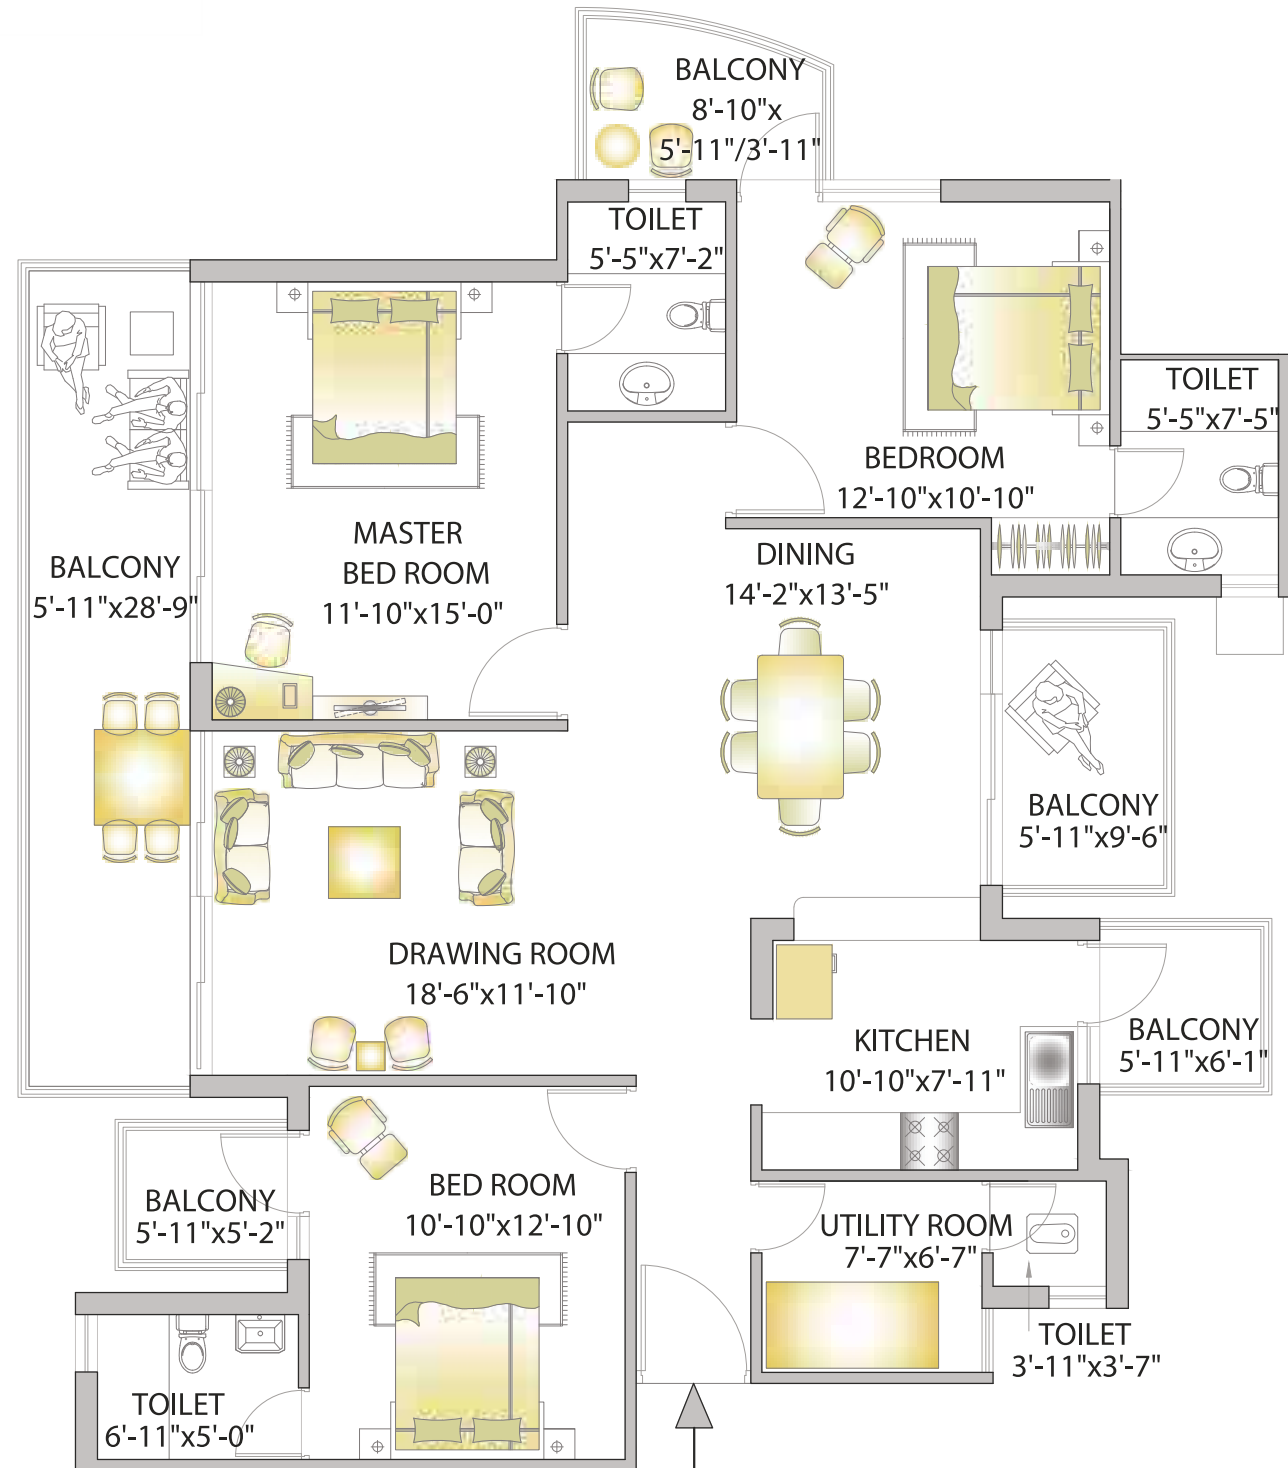 BALCONY
8'-10"x
5'-11"/3'-11"
TOILET
5'-5"x7'-2"
TOILET
5'-5"x7'-5"
BEDROOM
12'-10"x10'-10"
MASTER
BED ROOM
11'-10"x15'-0"
BALCONY
5'-11"x28'-9"
DINING
14'-2"x13'-5"
BALCONY
5'-11"x9'-6"
DRAWING ROOM
18'-6"x11'-10"
KITCHEN
10'-10"x7'-11"
BALCONY
5'-11"x6'-1"
BALCONY
5'-11"x5'-2"
BED ROOM
10'-10"x12'-10"
UTILITY ROOM
7'-7"x6'-7"
TOILET
3'-11"x3'-7"
TOILET
6'-11"x5'-0"